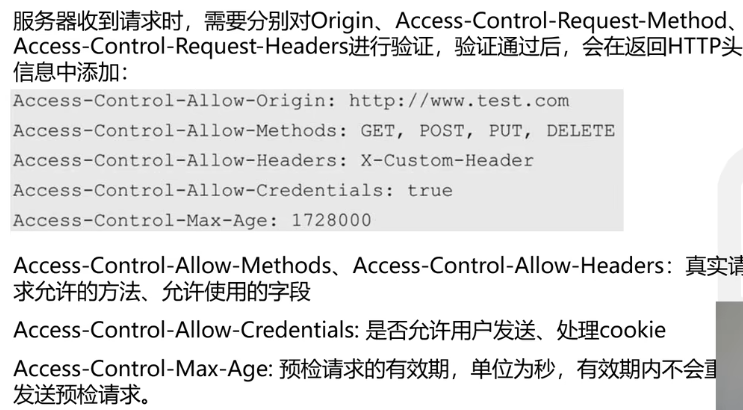 服务器收到请求时，需要分别对Origin、Access-Control-Request-Method、
Access-Control-Request-Headers进行验证，验证通过后，会在返回HTTP头
信息中添加：
Access-Control-Allow-Origin: http://www.test.com
Access-Control-Allow-Methods: GET, POST, PUT, DELETE
Access-Control-Allow-Headers: X-Custom-Header
Access-Control-Allow-Credentials: true
Access-Control-Max-Age: 1728000
Access-Control-Allow-Methods、Access-Control-Allow-Headers：真实请
求允许的方法、允许使用的字段
Access-Control-Allow-Credentials: 是否允许用户发送、处理cookie
Access-Control-Max-Age: 预检请求的有效期，单位为秒，有效期内不会重
发送预检请求。